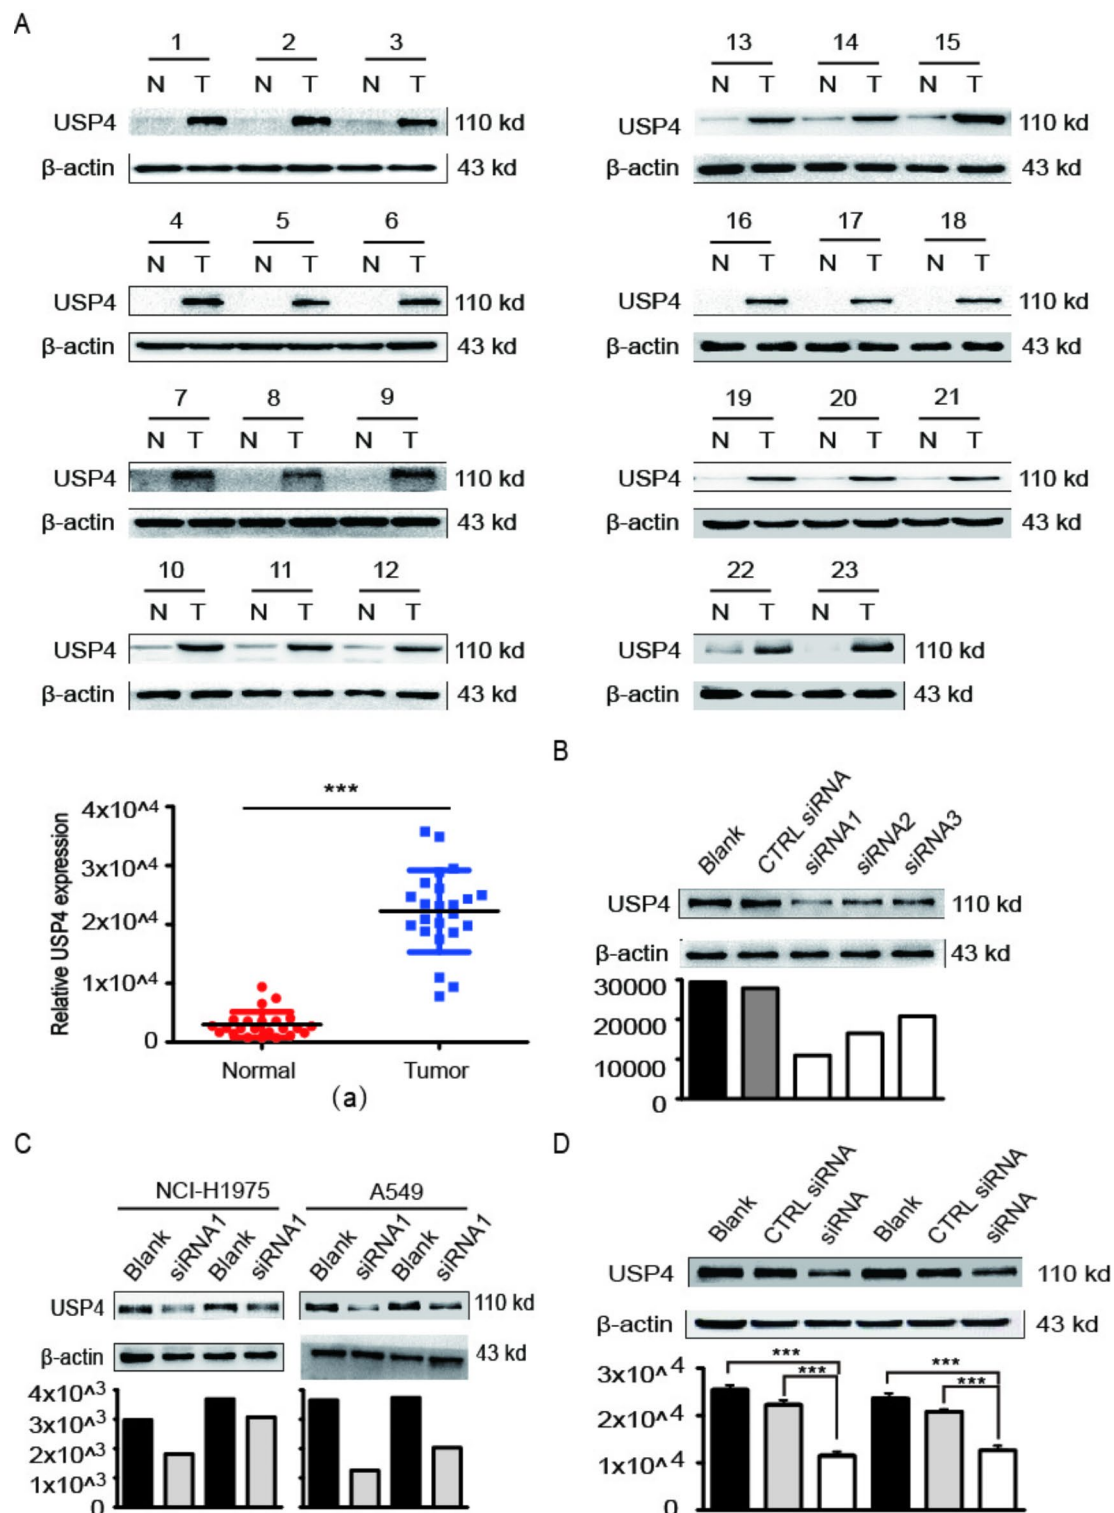 A
1 2 3
N T N T N T
USP4 110 kd
β-actin 43 kd
4 5 6
N T N T N T
USP4 110 kd
β-actin 43 kd
7 8 9
N T N T N T
USP4 110 kd
β-actin 43 kd
10 11 12
N T N T N T
USP4 110 kd
β-actin 43 kd
13 14 15
N T N T N T
USP4 110 kd
β-actin 43 kd
16 17 18
N T N T N T
USP4 110 kd
β-actin 43 kd
19 20 21
N T N T N T
USP4 110 kd
β-actin 43 kd
22 23
N T N T
USP4 110 kd
β-actin 43 kd
Relative USP4 expression
4x10^4
3x10^4
2x10^4
1x10^4
0
***
Normal Tumor
(a)
B
Blank CTRL siRNA siRNA1 siRNA2 siRNA3
USP4 110 kd
β-actin 43 kd
30000
20000
10000
0
C
NCI-H1975 A549
Blank siRNA1 Blank siRNA1 Blank siRNA1 Blank siRNA1
USP4 110 kd
β-actin 43 kd
4x10^3
3x10^3
2x10^3
1x10^3
0
D
Blank CTRL siRNA siRNA Blank CTRL siRNA siRNA
USP4 110 kd
β-actin 43 kd
3x10^4
2x10^4
1x10^4
0
*** ***
*** ***